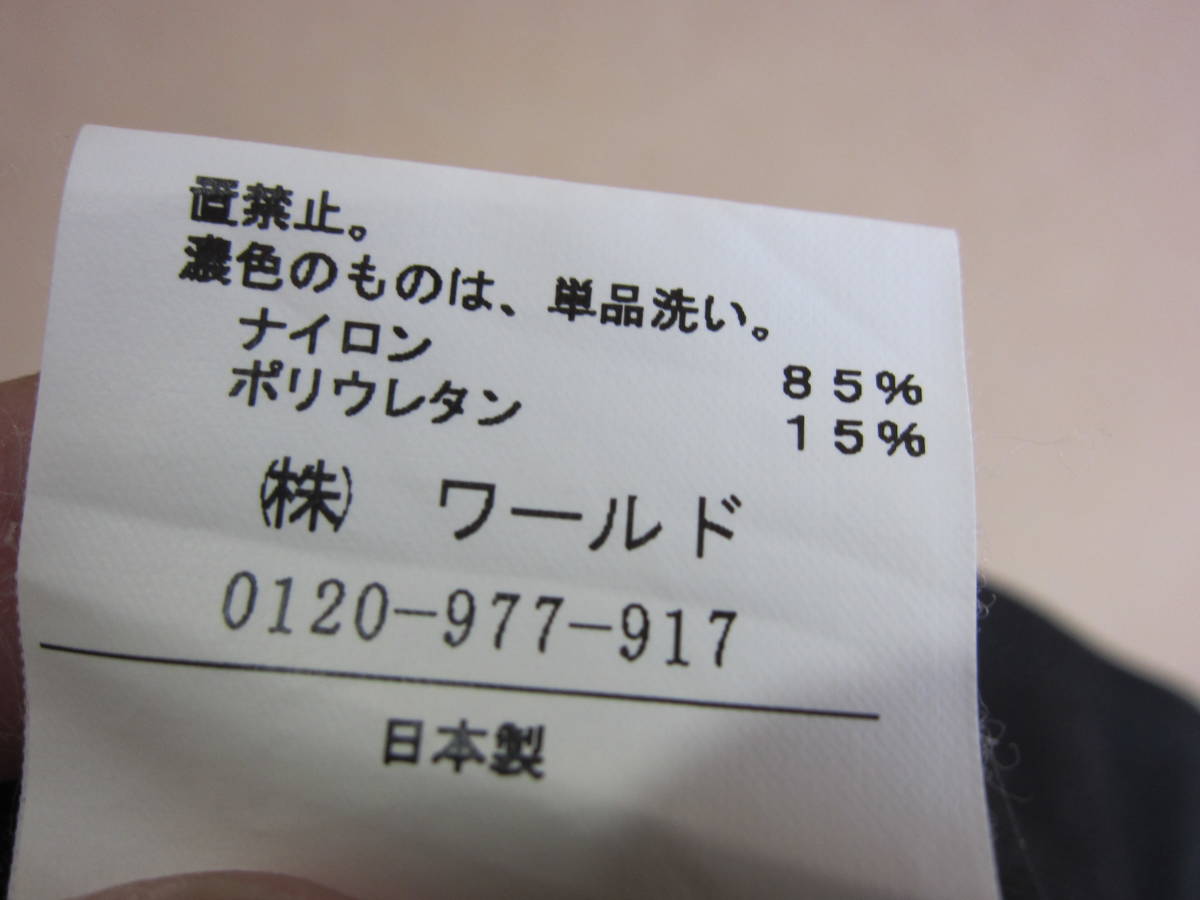 置禁止。
濃色のものは、単品洗い。
ナイロン 85%
ポリウレタン 15%
㈱ ワールド
0120-977-917
日本製